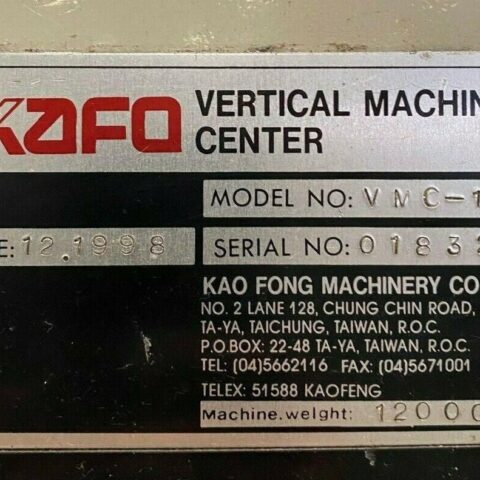 KAFO
VERTICAL MACHIN
CENTER
MODEL NO: VMC-1
E: 12.1998
SERIAL NO: 0183
KAO FONG MACHINERY CO
NO. 2 LANE 128, CHUNG CHIN ROAD,
TA-YA, TAICHUNG, TAIWAN, R.O.C.
P.O.BOX: 22-48 TA-YA, TAICHUNG, TAIWAN, R.O.C.
TEL: (04)5662116 FAX: (04)5671001
TELEX: 51588 KAOFENG
Machine.weight: 12000